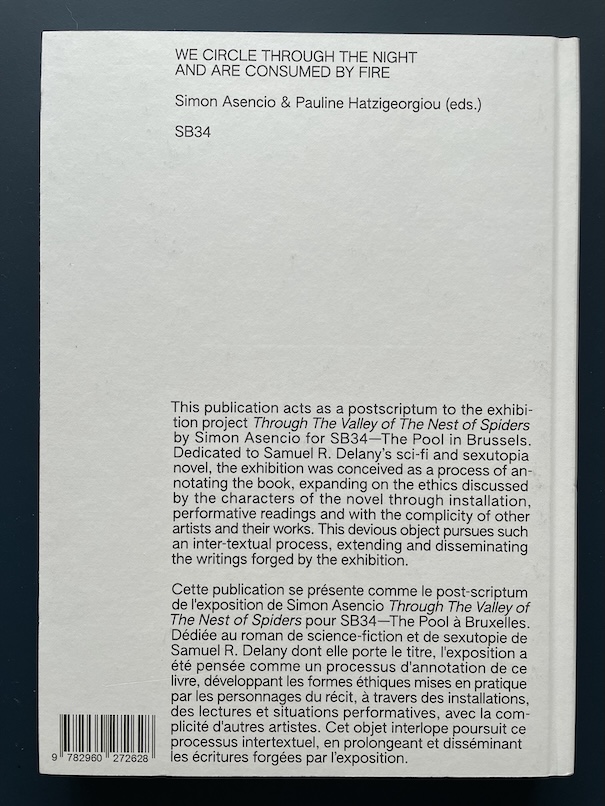 WE CIRCLE THROUGH THE NIGHT
AND ARE CONSUMED BY FIRE
Simon Asencio & Pauline Hatzigeorgiou (eds.)
SB34
This publication acts as a postscriptum to the exhibi-
tion project Through The Valley of The Nest of Spiders
by Simon Asencio for SB34—The Pool in Brussels.
Dedicated to Samuel R. Delany's sci-fi and sexutopia
novel, the exhibition was conceived as a process of an-
notating the book, expanding on the ethics discussed
by the characters of the novel through installation,
performative readings and with the complicity of other
artists and their works. This devious object pursues such
an inter-textual process, extending and disseminating
the writings forged by the exhibition.
Cette publication se présente comme le post-scriptum
de l'exposition de Simon Asencio Through The Valley of
The Nest of Spiders pour SB34—The Pool à Bruxelles.
Dédiée au roman de science-fiction et de sexutopie de
Samuel R. Delany dont elle porte le titre, l'exposition a
été pensée comme un processus d'annotation de ce
livre, développant les formes éthiques mises en pratique
par les personnages du récit, à travers des installations,
des lectures et situations performatives, avec la com-
plicité d'autres artistes. Cet objet interlope poursuit ce
processus intertextuel, en prolongeant et disséminant
les écritures forgées par l'exposition.
9 782960 272628